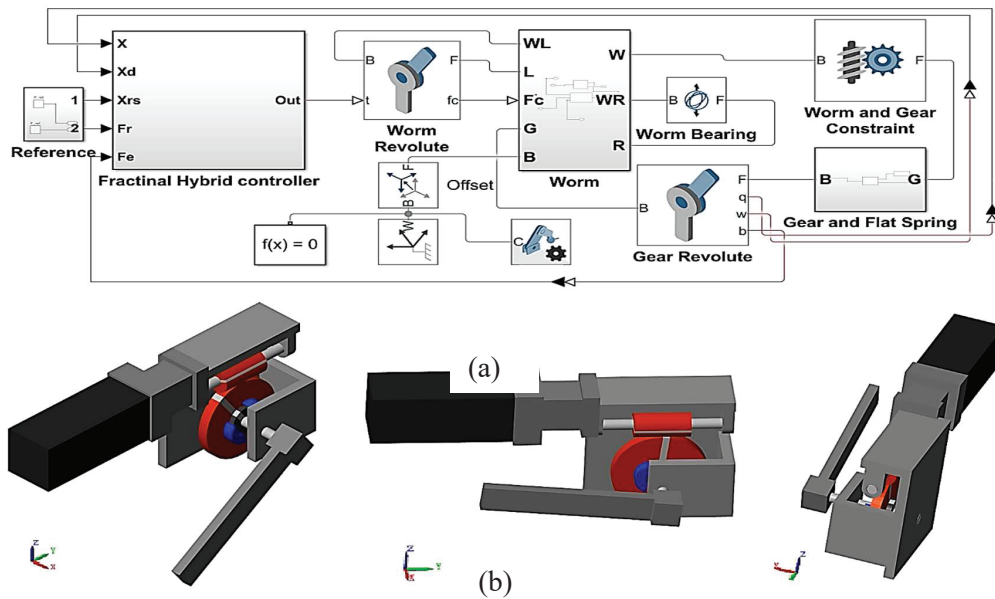 X
Xd
Xrs
Fr
Fe
Out
Fractinal Hybrid controller
1
2
Reference
B
F
t
fc
Worm
Revolute
WL
L
Fc
G
B
W
WR
R
Worm
B
F
Worm Bearing
B
F
Worm and Gear
Constraint
F
B
W
Offset
f(x) = 0
C
B
F
q
w
b
Gear Revolute
B
G
Gear and Flat Spring
(a)
Z
Y
X
Z
Y
X
Z
Y
X
(b)